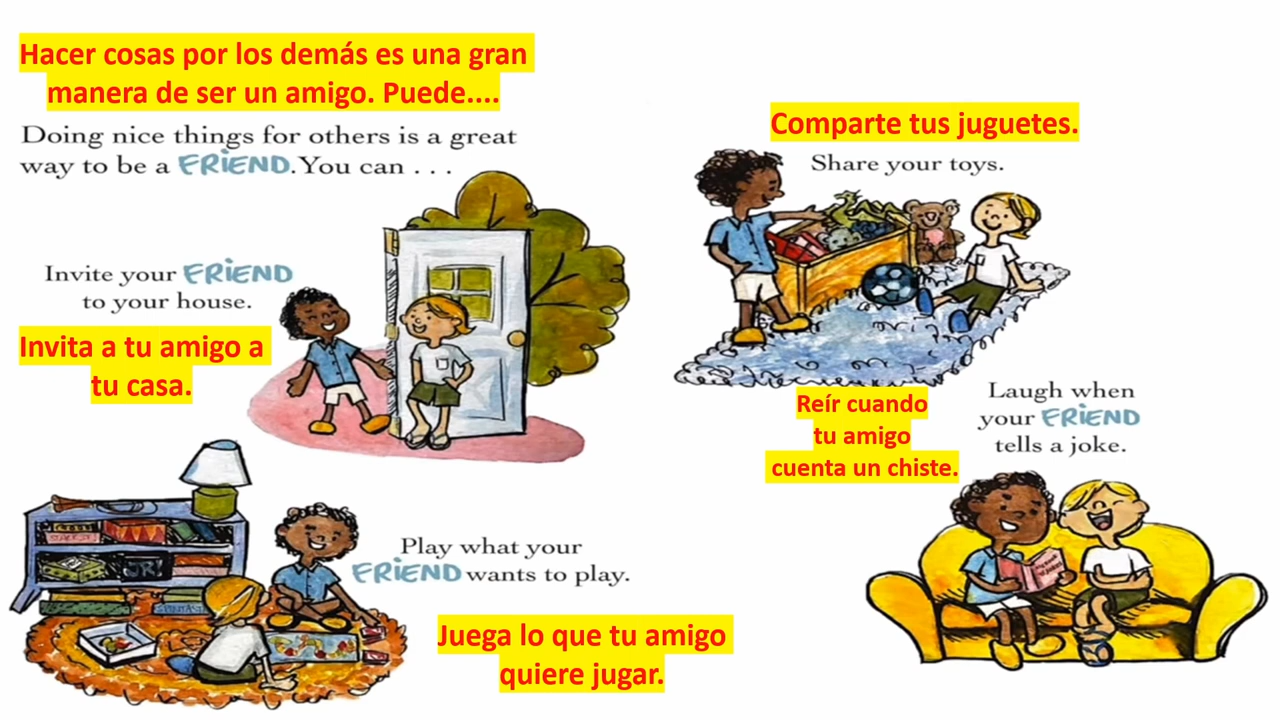 Hacer cosas por los demás es una gran
manera de ser un amigo. Puede....
Doing nice things for others is a great
way to be a FRiEND. You can . . .
Invite your FRiEND
to your house.
Invita a tu amigo a
tu casa.
Play what your
FRiEND wants to play.
Juega lo que tu amigo
quiere jugar.
Comparte tus juguetes.
Share your toys.
Reír cuando
tu amigo
cuenta un chiste.
Laugh when
your FRiEND
tells a joke.